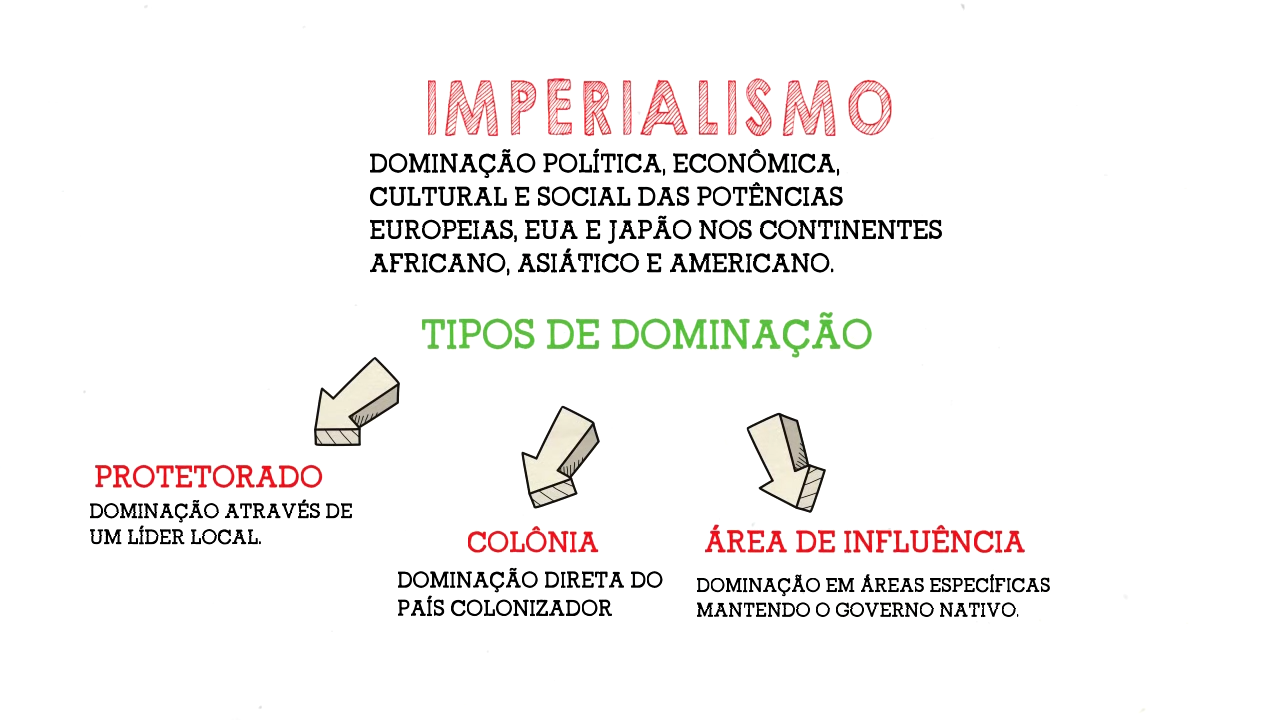 IMPERIALISMO
DOMINAÇÃO POLÍTICA, ECONÔMICA,
CULTURAL E SOCIAL DAS POTÊNCIAS
EUROPEIAS, EUA E JAPÃO NOS CONTINENTES
AFRICANO, ASIÁTICO E AMERICANO.
TIPOS DE DOMINAÇÃO
PROTETORADO
DOMINAÇÃO ATRAVÉS DE
UM LÍDER LOCAL.
COLÔNIA
DOMINAÇÃO DIRETA DO
PAÍS COLONIZADOR
ÁREA DE INFLUÊNCIA
DOMINAÇÃO EM ÁREAS ESPECÍFICAS
MANTENDO O GOVERNO NATIVO.